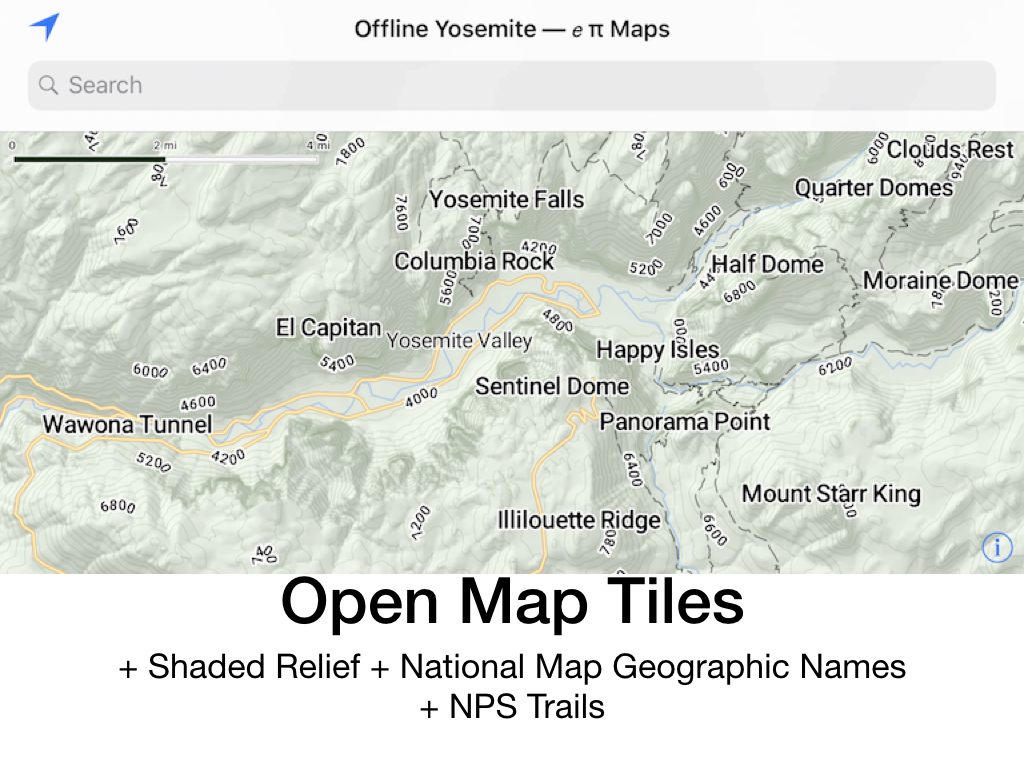 Offline Yosemite — e π Maps
Search
0 2 mi 4 mi
1800
Clouds Rest
6000
Quarter Domes
600
Yosemite Falls
7600
7000
4600
4200
Columbia Rock
5200
Half Dome
6800
Moraine Dome
5600
4800
El Capitan
Yosemite Valley
Happy Isles
5400
5400
6200
6000
6400
Sentinel Dome
4000
4600
Wawona Tunnel
Panorama Point
5200
4200
6400
6800
Mount Starr King
7200
Illilouette Ridge
6600
Open Map Tiles
+ Shaded Relief + National Map Geographic Names
+ NPS Trails